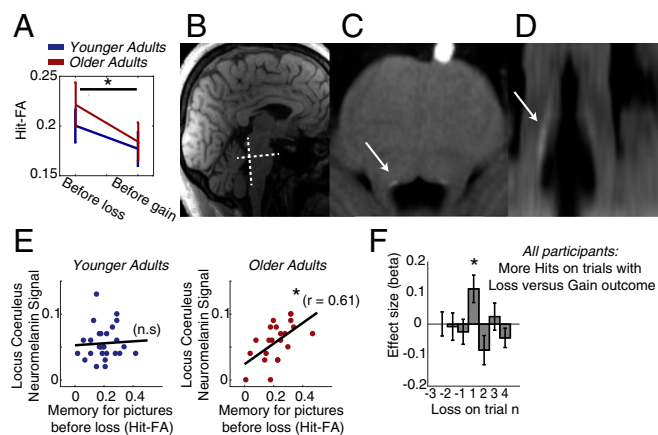 A
Younger Adults
Older Adults
0.25
0.2
0.15
Hit-FA
*
Before loss
Before gain
B
C
D
E
Younger Adults
Locus Coeruleus
Neuromelanin Signal
0.1
0
(n.s)
0 0.2 0.4
Memory for pictures
before loss (Hit-FA)
Older Adults
Locus Coeruleus
Neuromelanin Signal
0.1
0
*
(r = 0.61)
0 0.2 0.4
Memory for pictures
before loss (Hit-FA)
F
All participants:
More Hits on trials with
Loss versus Gain outcome
Effect size (beta)
0.2
0.1
0
-0.1
-0.2
*
-3 -2 -1 1 2 3 4
Loss on trial n